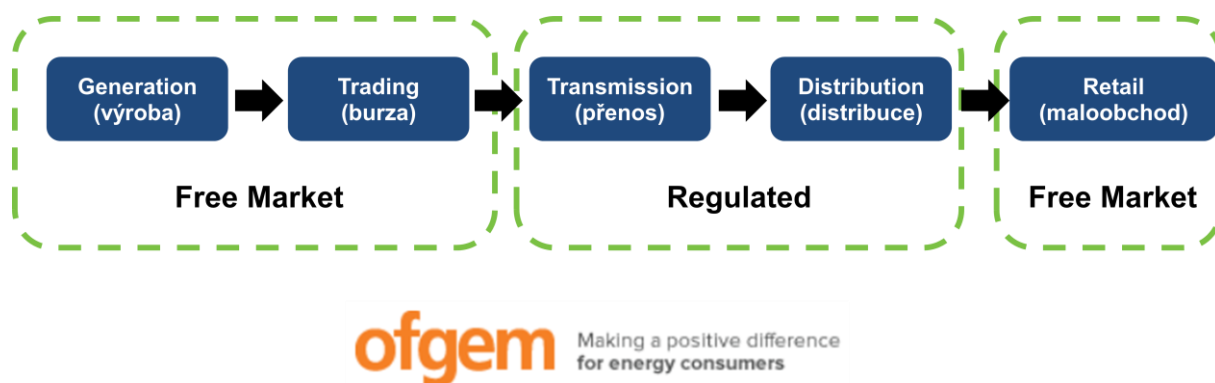 Generation
(výroba)
Trading
(burza)
Transmission
(přenos)
Distribution
(distribuce)
Retail
(maloobchod)
Free Market
Regulated
Free Market
ofgem
Making a positive difference
for energy consumers